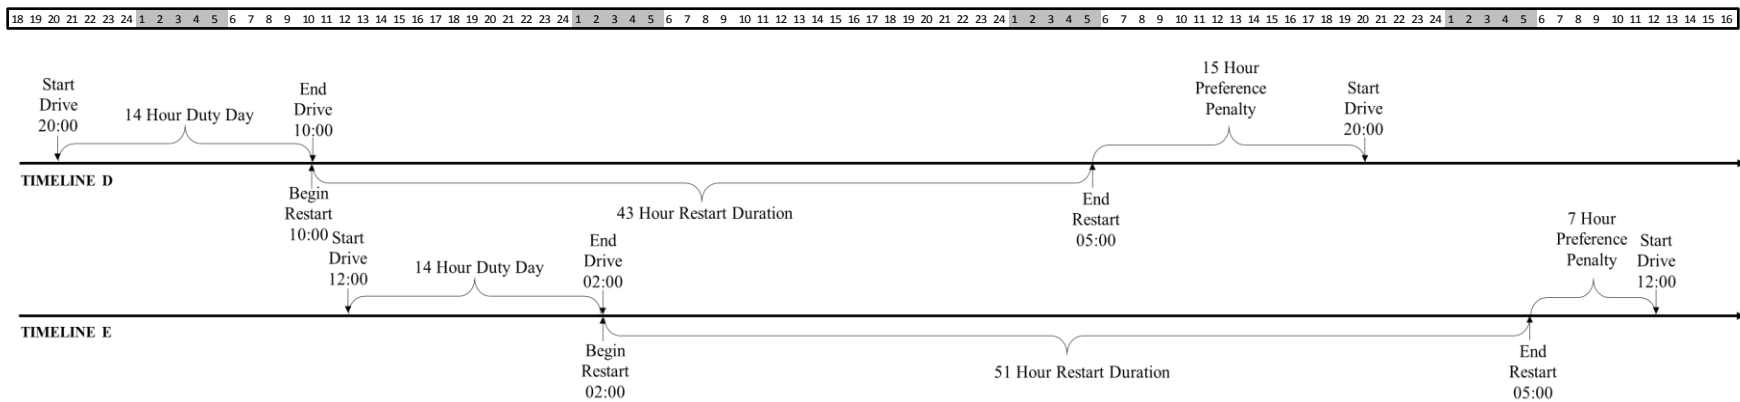 18 19 20 21 22 23 24 1 2 3 4 5 6 7 8 9 10 11 12 13 14 15 16 17 18 19 20 21 22 23 24 1 2 3 4 5 6 7 8 9 10 11 12 13 14 15 16 17 18 19 20 21 22 23 24 1 2 3 4 5 6 7 8 9 10 11 12 13 14 15 16 17 18 19 20 21 22 23 24 1 2 3 4 5 6 7 8 9 10 11 12 13 14 15 16
Start
Drive
20:00
14 Hour Duty Day
End
Drive
10:00
15 Hour
Preference
Penalty
Start
Drive
20:00
TIMELINE D
Begin
Restart
10:00
43 Hour Restart Duration
End
Restart
05:00
Start
Drive
12:00
14 Hour Duty Day
End
Drive
02:00
7 Hour
Preference
Penalty
Start
Drive
12:00
TIMELINE E
Begin
Restart
02:00
51 Hour Restart Duration
End
Restart
05:00